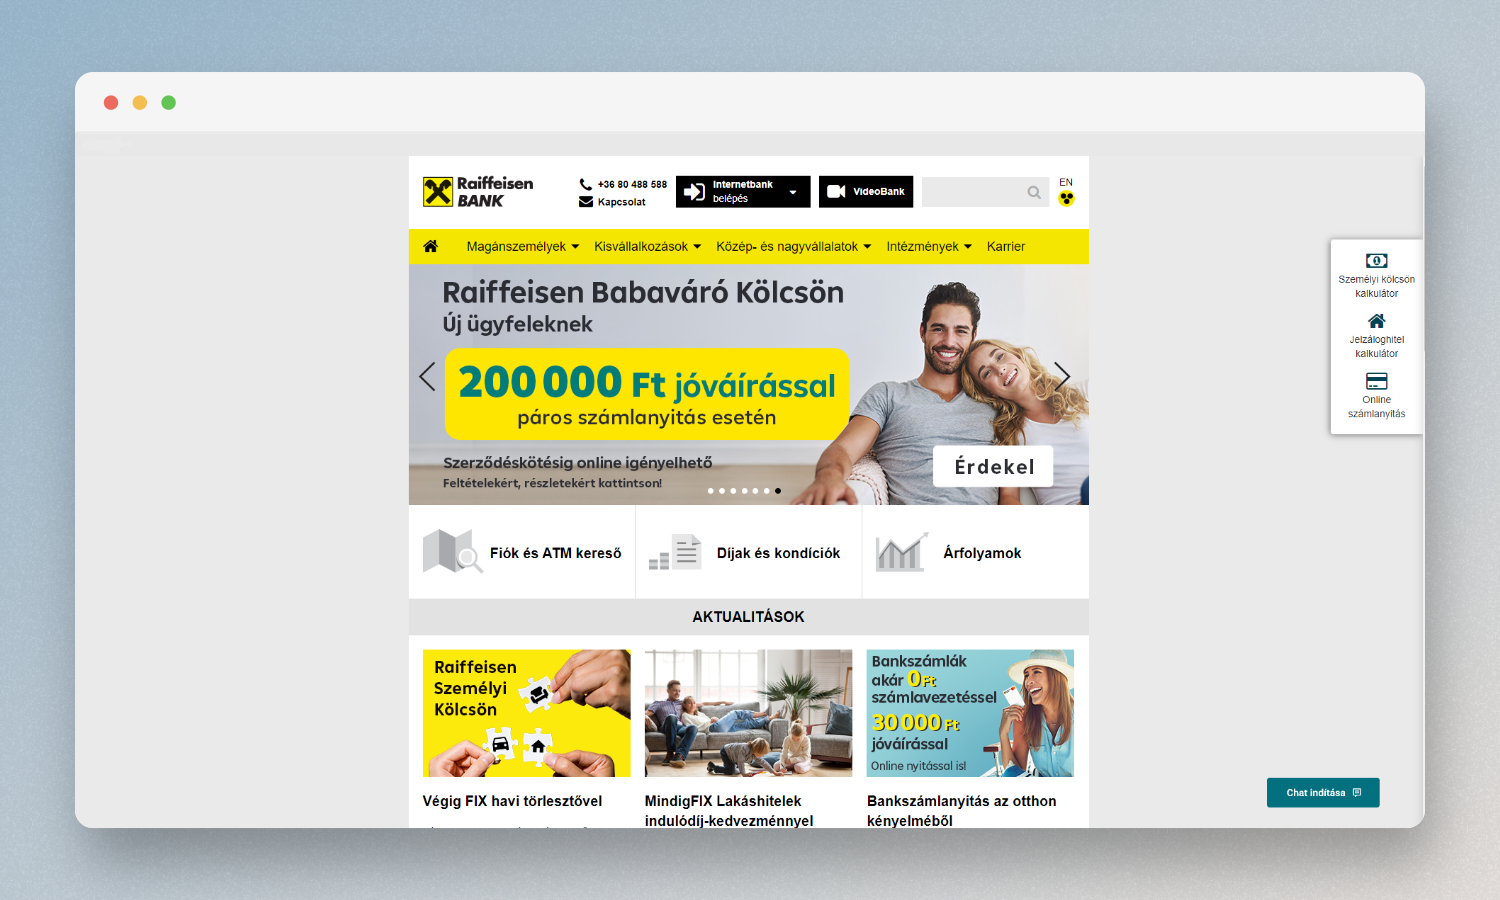 Raiffeisen
BANK
+36 80 488 588
Kapcsolat
Internetbank
belépés
VideoBank
EN
Magánszemélyek
Kisvállalkozások
Közép- és nagyvállalatok
Intézmények
Karrier
Raiffeisen Babaváró Kölcsön
Új ügyfeleknek
200 000 Ft jóváírással
páros számlanyitás esetén
Szerződéskötésig online igényelhető
Feltételekért, részletekért kattintson!
Érdekel
Személyi kölcsön
kalkulátor
Jelzáloghitel
kalkulátor
Online
számlanyitás
Fiók és ATM kereső
Díjak és kondíciók
Árfolyamok
AKTUALITÁSOK
Raiffeisen
Személyi
Kölcsön
Bankszámlák
akár 0 Ft
számlavezetéssel
30 000 Ft
jóváírással
Online nyitással is!
Végig FIX havi törlesztővel
MindigFIX Lakáshitelek
indulódíj-kedvezménnyel
Bankszámlanyitás az otthon
kényelméből
Chat indítása